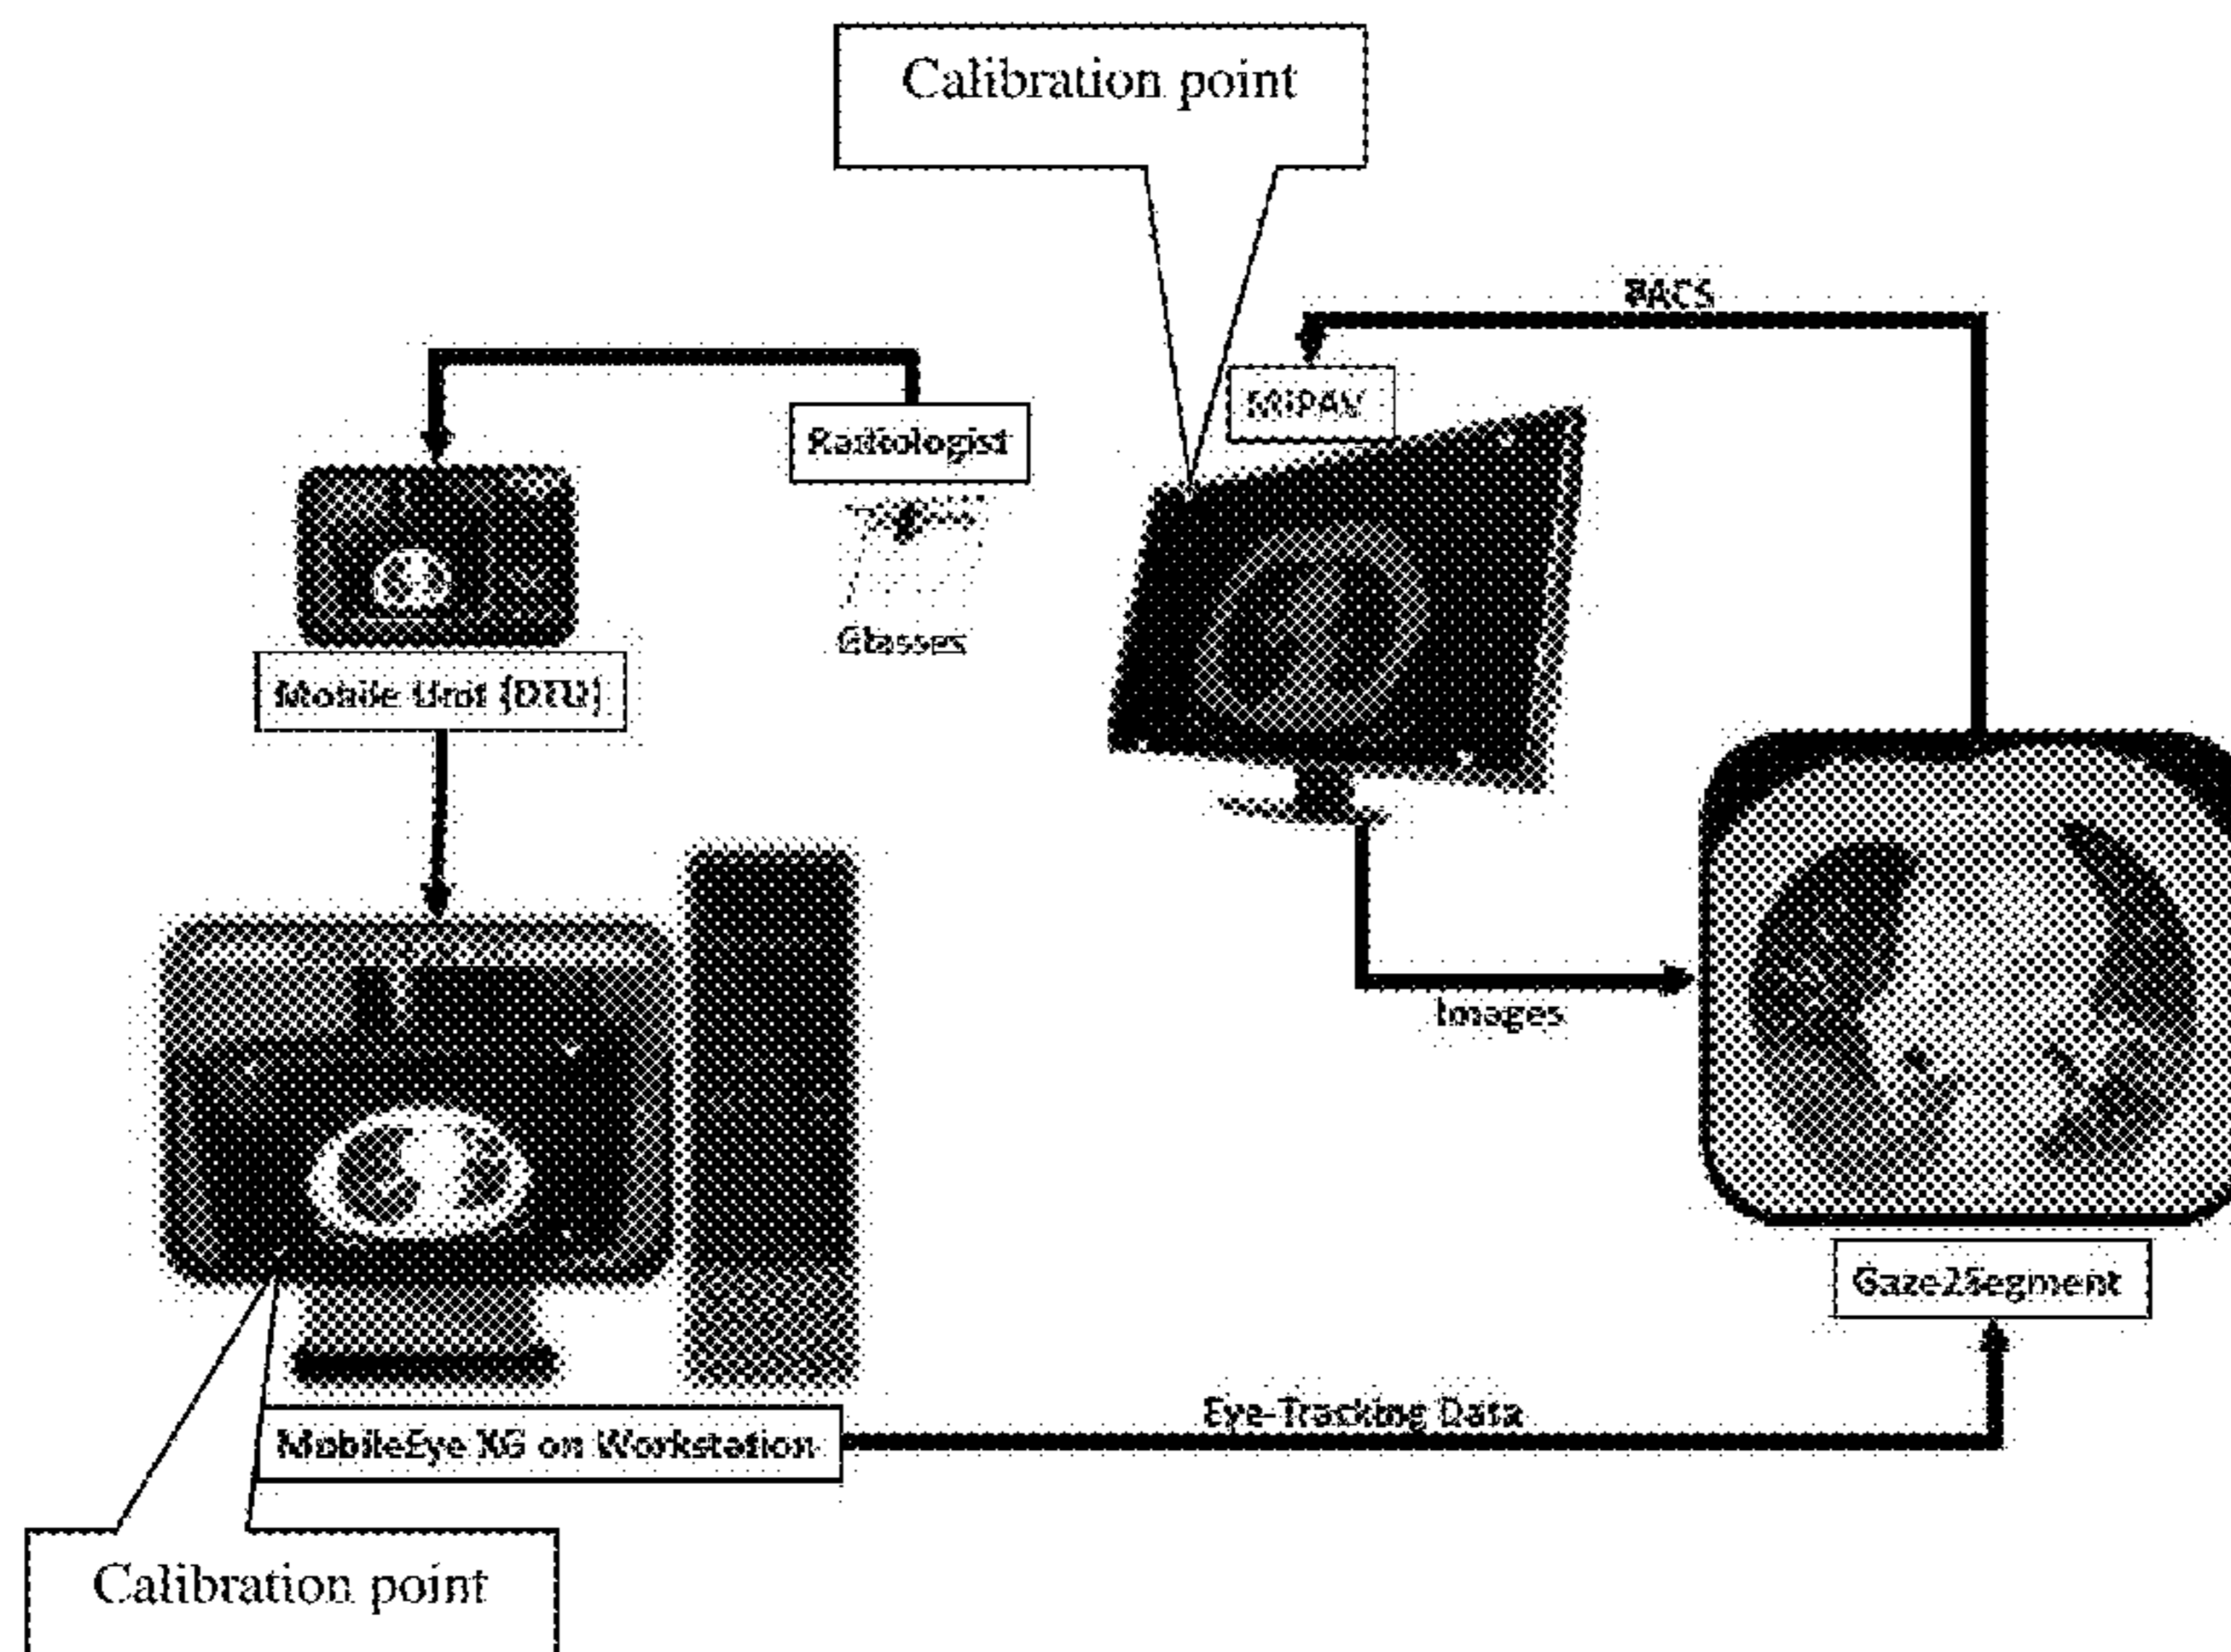 Calibration point
PACS
MIPAV
Radiologist
Glasses
Mobile Unit (DTU)
Images
Gaze2Segment
Eye-Tracking Data
MobileEye XG on Workstation
Calibration point